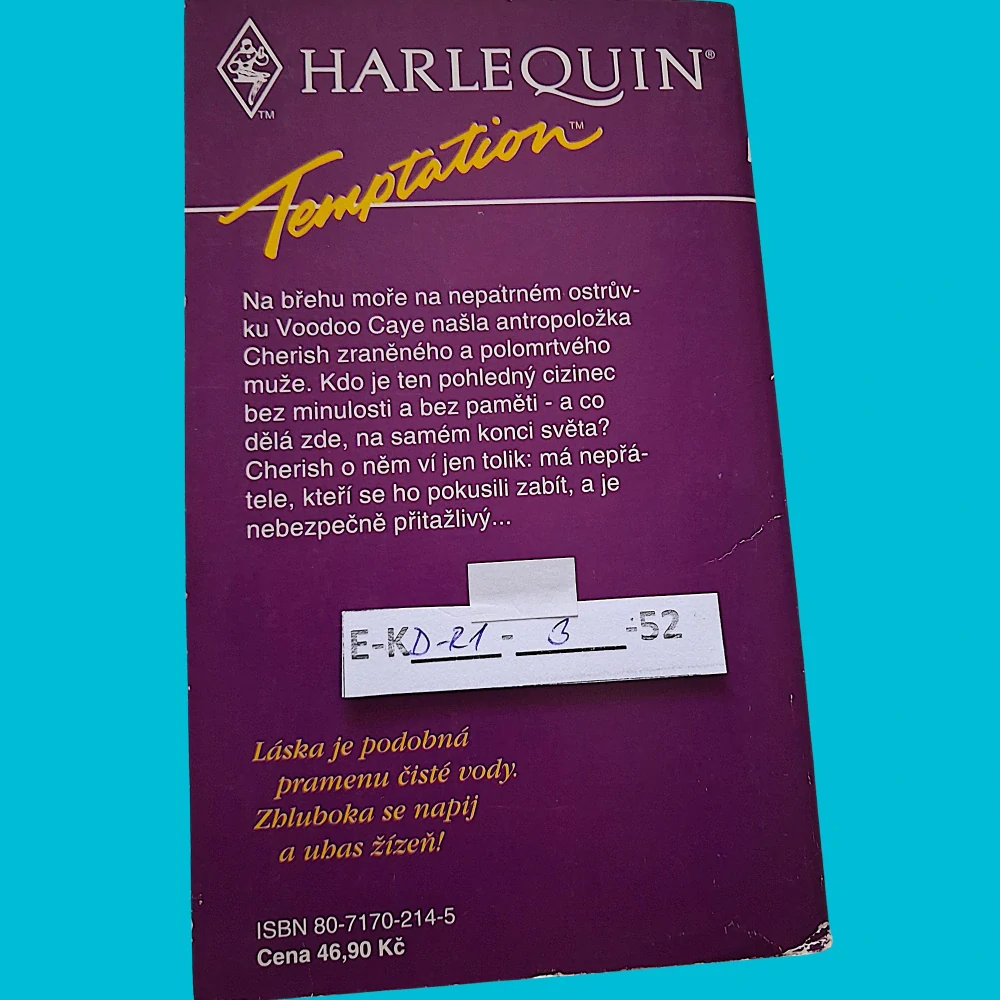 HARLEQUIN®
TM
Temptation™
Na břehu moře na nepatrném ostrův-
ku Voodoo Caye našla antropoložka
Cherish zraněného a polomrtvého
muže. Kdo je ten pohledný cizinec
bez minulosti a bez paměti - a co
dělá zde, na samém konci světa?
Cherish o něm ví jen tolik: má nepřá-
tele, kteří se ho pokusili zabít, a je
nebezpečně přitažlivý...
E-KD-R1 - B -52
Láska je podobná
pramenu čisté vody.
Zhluboka se napij
a uhas žízeň!
ISBN 80-7170-214-5
Cena 46,90 Kč